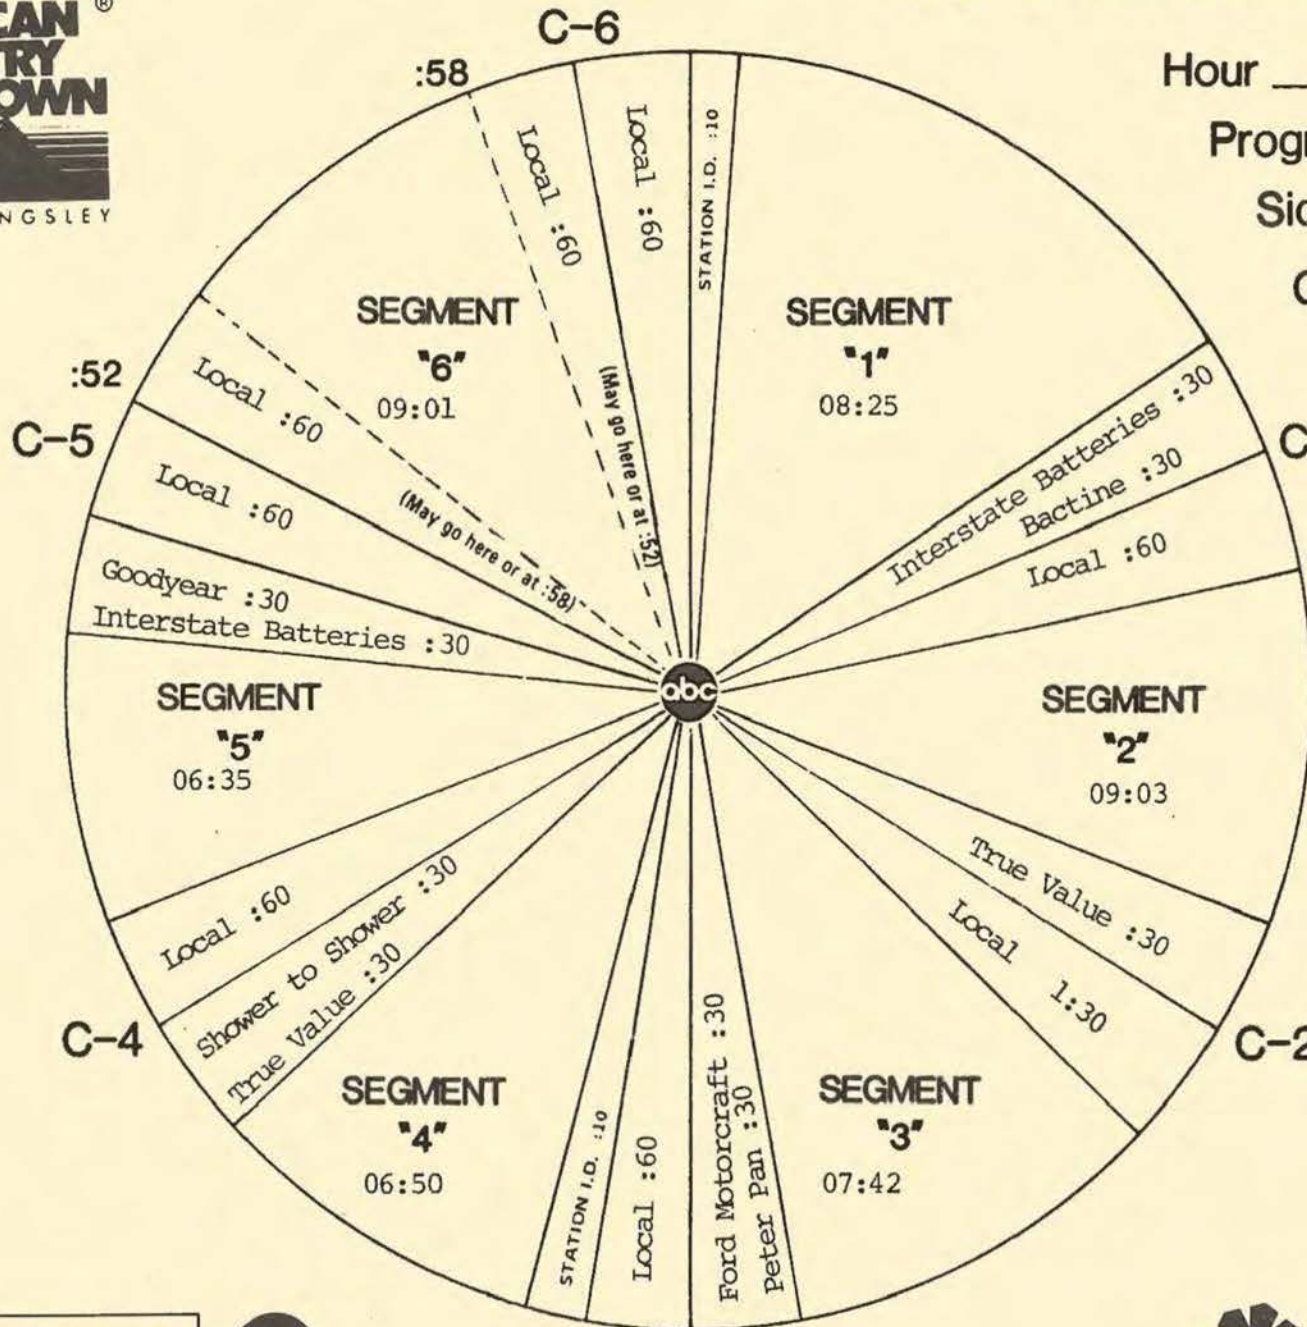 C-6
:58
NGSLEY
OWN
Hour
Local :60
Local :60
STATION I.D. :10
(May go here or at :52)
SEGMENT
"6"
09:01
SEGMENT
"1"
08:25
:52
C-5
Local :60
(May go here or at :58)
Local :60
Goodyear :30
Interstate Batteries :30
Interstate Batteries :30
Bactine :30
Local :60
abc
SEGMENT
"5"
06:35
SEGMENT
"2"
09:03
True Value :30
Local 1:30
C-2
Local :60
Shower to Shower :30
True Value :30
C-4
SEGMENT
"4"
06:50
STATION I.D. :10
Local :60
Ford Motorcraft :30
Peter Pan :30
SEGMENT
"3"
07:42